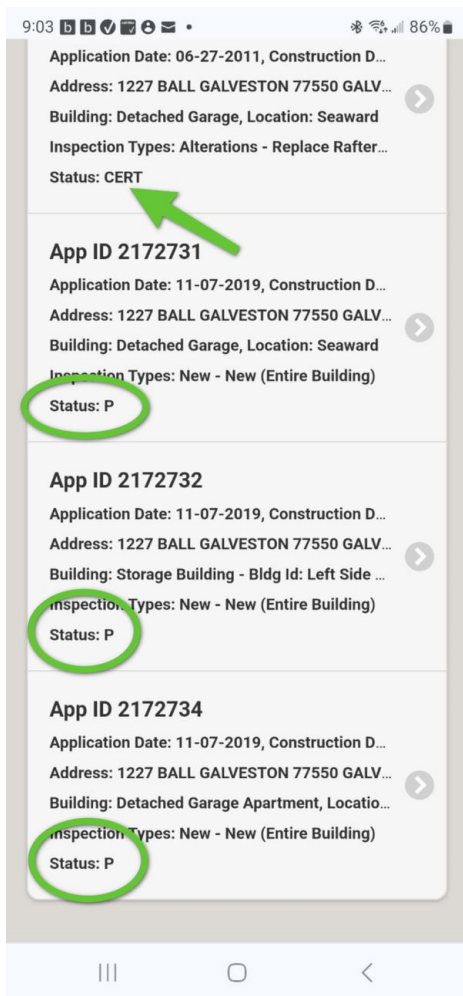 9:03 86%
Application Date: 06-27-2011, Construction D...
Address: 1227 BALL GALVESTON 77550 GALV...
Building: Detached Garage, Location: Seaward
Inspection Types: Alterations - Replace Rafter...
Status: CERT
App ID 2172731
Application Date: 11-07-2019, Construction D...
Address: 1227 BALL GALVESTON 77550 GALV...
Building: Detached Garage, Location: Seaward
Inspection Types: New - New (Entire Building)
Status: P
App ID 2172732
Application Date: 11-07-2019, Construction D...
Address: 1227 BALL GALVESTON 77550 GALV...
Building: Storage Building - Bldg Id: Left Side ...
Inspection Types: New - New (Entire Building)
Status: P
App ID 2172734
Application Date: 11-07-2019, Construction D...
Address: 1227 BALL GALVESTON 77550 GALV...
Building: Detached Garage Apartment, Locatio...
Inspection Types: New - New (Entire Building)
Status: P